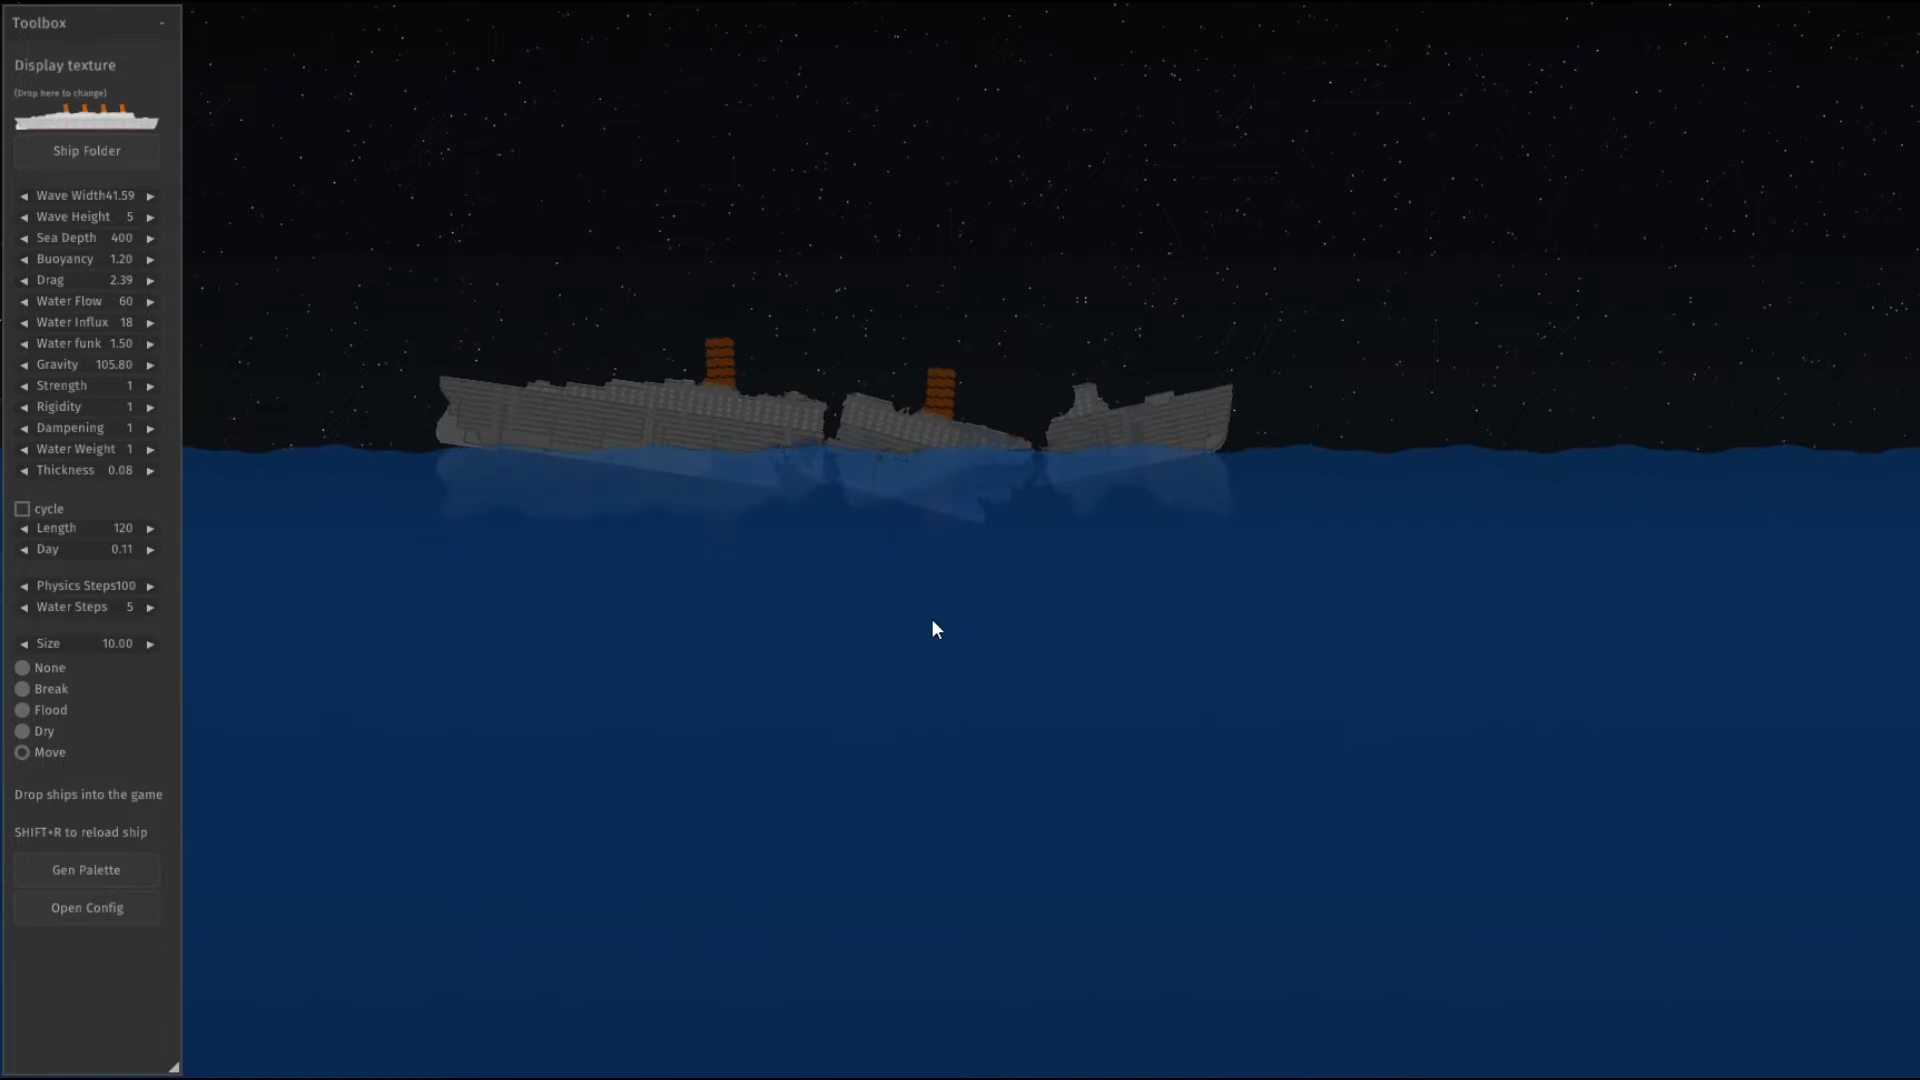 Toolbox -
Display texture
(Drop here to change)
Ship Folder
Wave Width41.59
Wave Height 5
Sea Depth 400
Buoyancy 1.20
Drag 2.39
Water Flow 60
Water Influx 18
Water funk 1.50
Gravity 105.80
Strength 1
Rigidity 1
Dampening 1
Water Weight 1
Thickness 0.08
cycle
Length 120
Day 0.11
Physics Steps100
Water Steps 5
Size 10.00
None
Break
Flood
Dry
Move
Drop ships into the game
SHIFT+R to reload ship
Gen Palette
Open Config